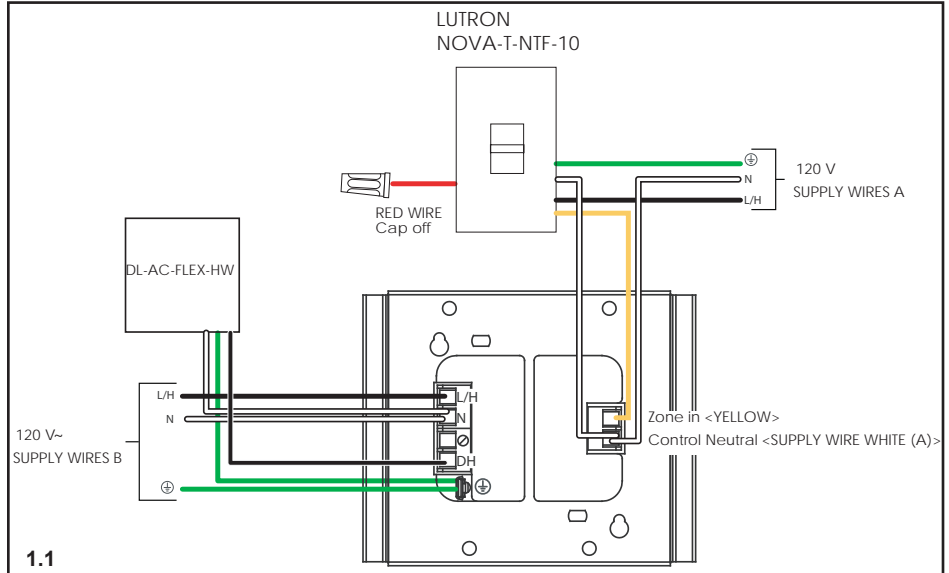 LUTRON
NOVA-T-NTF-10
RED WIRE
Cap off
N
L/H
120 V
SUPPLY WIRES A
DL-AC-FLEX-HW
L/H
N
120 V~
SUPPLY WIRES B
L/H
N
DH
Zone in <YELLOW>
Control Neutral <SUPPLY WIRE WHITE (A)>
1.1